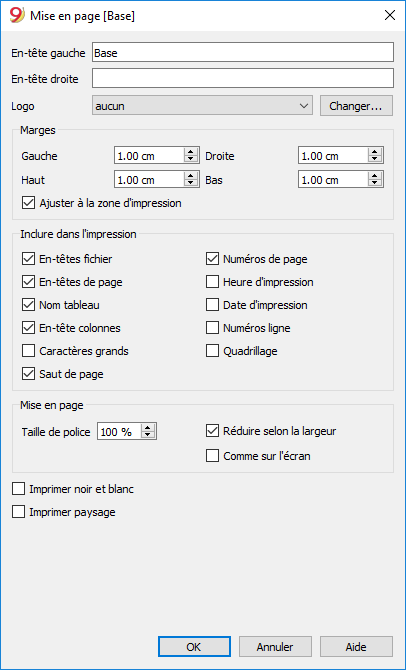 Mise en page [Base]
En-tête gauche Base
En-tête droite
Logo aucun Changer...
Marges
Gauche 1.00 cm Droite 1.00 cm
Haut 1.00 cm Bas 1.00 cm
Ajuster à la zone d'impression
Inclure dans l'impression
En-têtes fichier Numéros de page
En-têtes de page Heure d'impression
Nom tableau Date d'impression
En-tête colonnes Numéros ligne
Caractères grands Quadrillage
Saut de page
Mise en page
Taille de police 100 % Réduire selon la largeur
Comme sur l'écran
Imprimer noir et blanc
Imprimer paysage
OK Annuler Aide